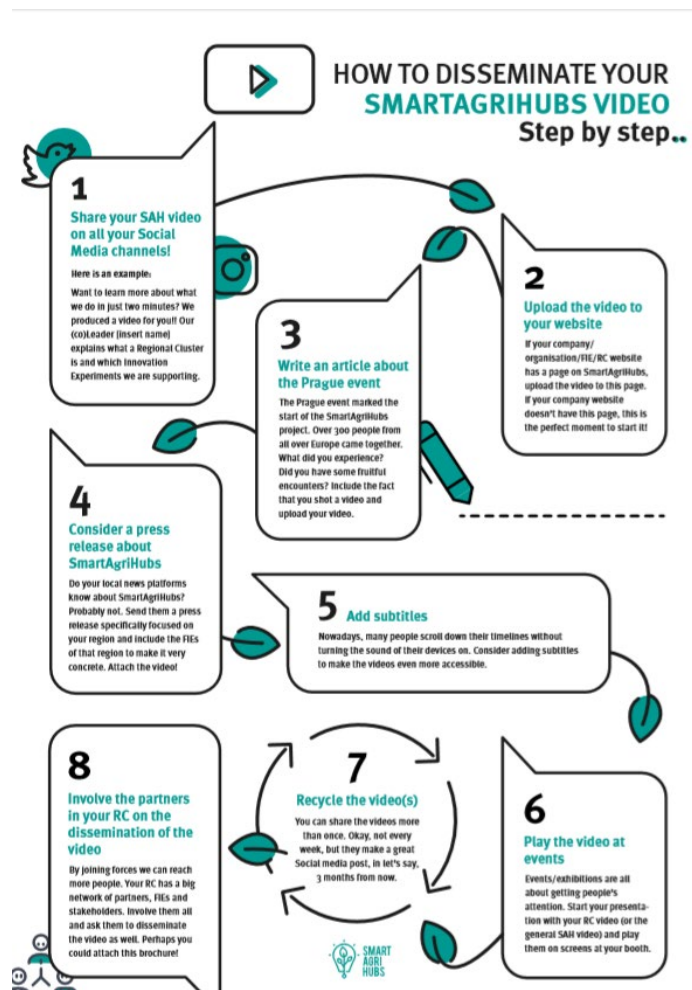 HOW TO DISSEMINATE YOUR
SMARTAGRIHUBS VIDEO
Step by step..
1
Share your SAH video
on all your Social
Media channels!
Here is an example:
Want to learn more about what
we do in just two minutes? We
produced a video for you!! Our
(co)Leader [insert name]
explains what a Regional Cluster
is and which Innovation
Experiments we are supporting.
2
Upload the video to
your website
If your company/
organisation/FIE/RC website
has a page on SmartAgriHubs,
upload the video to this page.
If your company website
doesn't have this page, this is
the perfect moment to start it!
3
Write an article about
the Prague event
The Prague event marked the
start of the SmartAgriHubs
project. Over 300 people from
all over Europe came together.
What did you experience?
Did you have some fruitful
encounters? Include the fact
that you shot a video and
upload your video.
4
Consider a press
release about
SmartAgriHubs
Do your local news platforms
know about SmartAgriHubs?
Probably not. Send them a press
release specifically focused on
your region and include the FIEs
of that region to make it very
concrete. Attach the video!
5 Add subtitles
Nowadays, many people scroll down their timelines without
turning the sound of their devices on. Consider adding subtitles
to make the videos even more accessible.
6
Play the video at
events
Events/exhibitions are all
about getting people's
attention. Start your presenta-
tion with your RC video (or the
general SAH video) and play
them on screens at your booth.
7
Recycle the video(s)
You can share the videos more
than once. Okay, not every
week, but they make a great
Social media post, in let's say,
3 months from now.
8
Involve the partners
in your RC on the
dissemination of the
video
By joining forces we can reach
more people. Your RC has a big
network of partners, FIEs and
stakeholders. Involve them all
and ask them to disseminate
the video as well. Perhaps you
could attach this brochure!
SMART
AGRI
HUBS